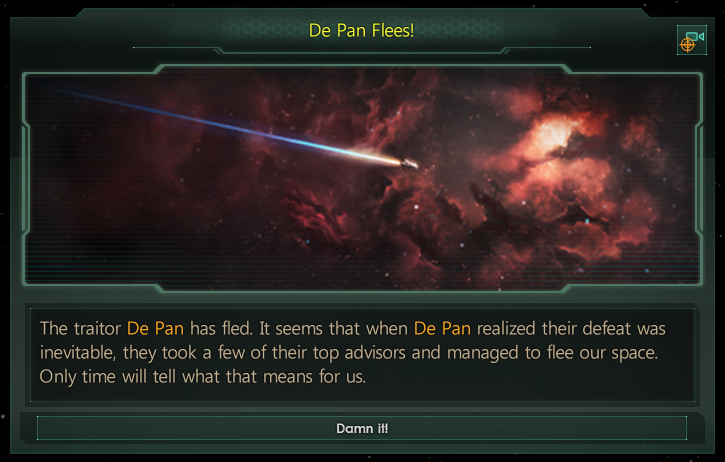 De Pan Flees!
The traitor De Pan has fled. It seems that when De Pan realized their defeat was
inevitable, they took a few of their top advisors and managed to flee our space.
Only time will tell what that means for us.
Damn it!